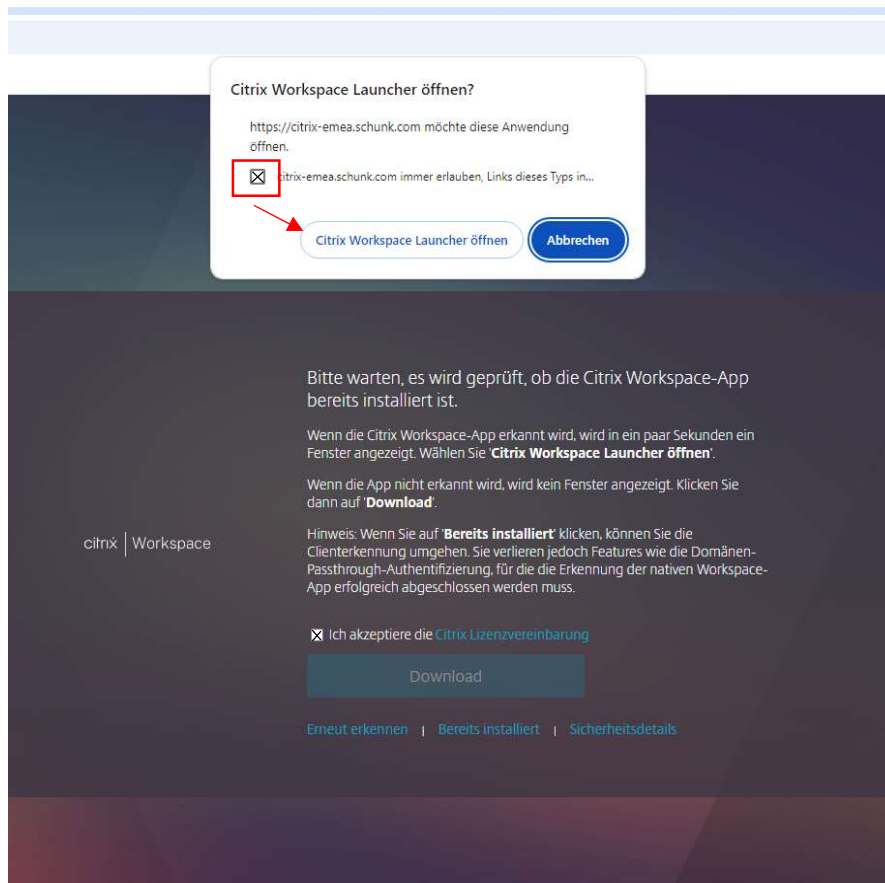 Citrix Workspace Launcher öffnen?
https://citrix-emea.schunk.com möchte diese Anwendung
öffnen.
citrix-emea.schunk.com immer erlauben, Links dieses Typs in...
Citrix Workspace Launcher öffnen
Abbrechen
Bitte warten, es wird geprüft, ob die Citrix Workspace-App
bereits installiert ist.
Wenn die Citrix Workspace-App erkannt wird, wird in ein paar Sekunden ein
Fenster angezeigt. Wählen Sie 'Citrix Workspace Launcher öffnen'.
Wenn die App nicht erkannt wird, wird kein Fenster angezeigt. Klicken Sie
dann auf 'Download'.
Hinweis: Wenn Sie auf 'Bereits installiert' klicken, können Sie die
Clienterkennung umgehen. Sie verlieren jedoch Features wie die Domänen-
Passthrough-Authentifizierung, für die die Erkennung der nativen Workspace-
App erfolgreich abgeschlossen werden muss.
citrix | Workspace
Ich akzeptiere die Citrix Lizenzvereinbarung
Download
Erneut erkennen | Bereits installiert | Sicherheitsdetails